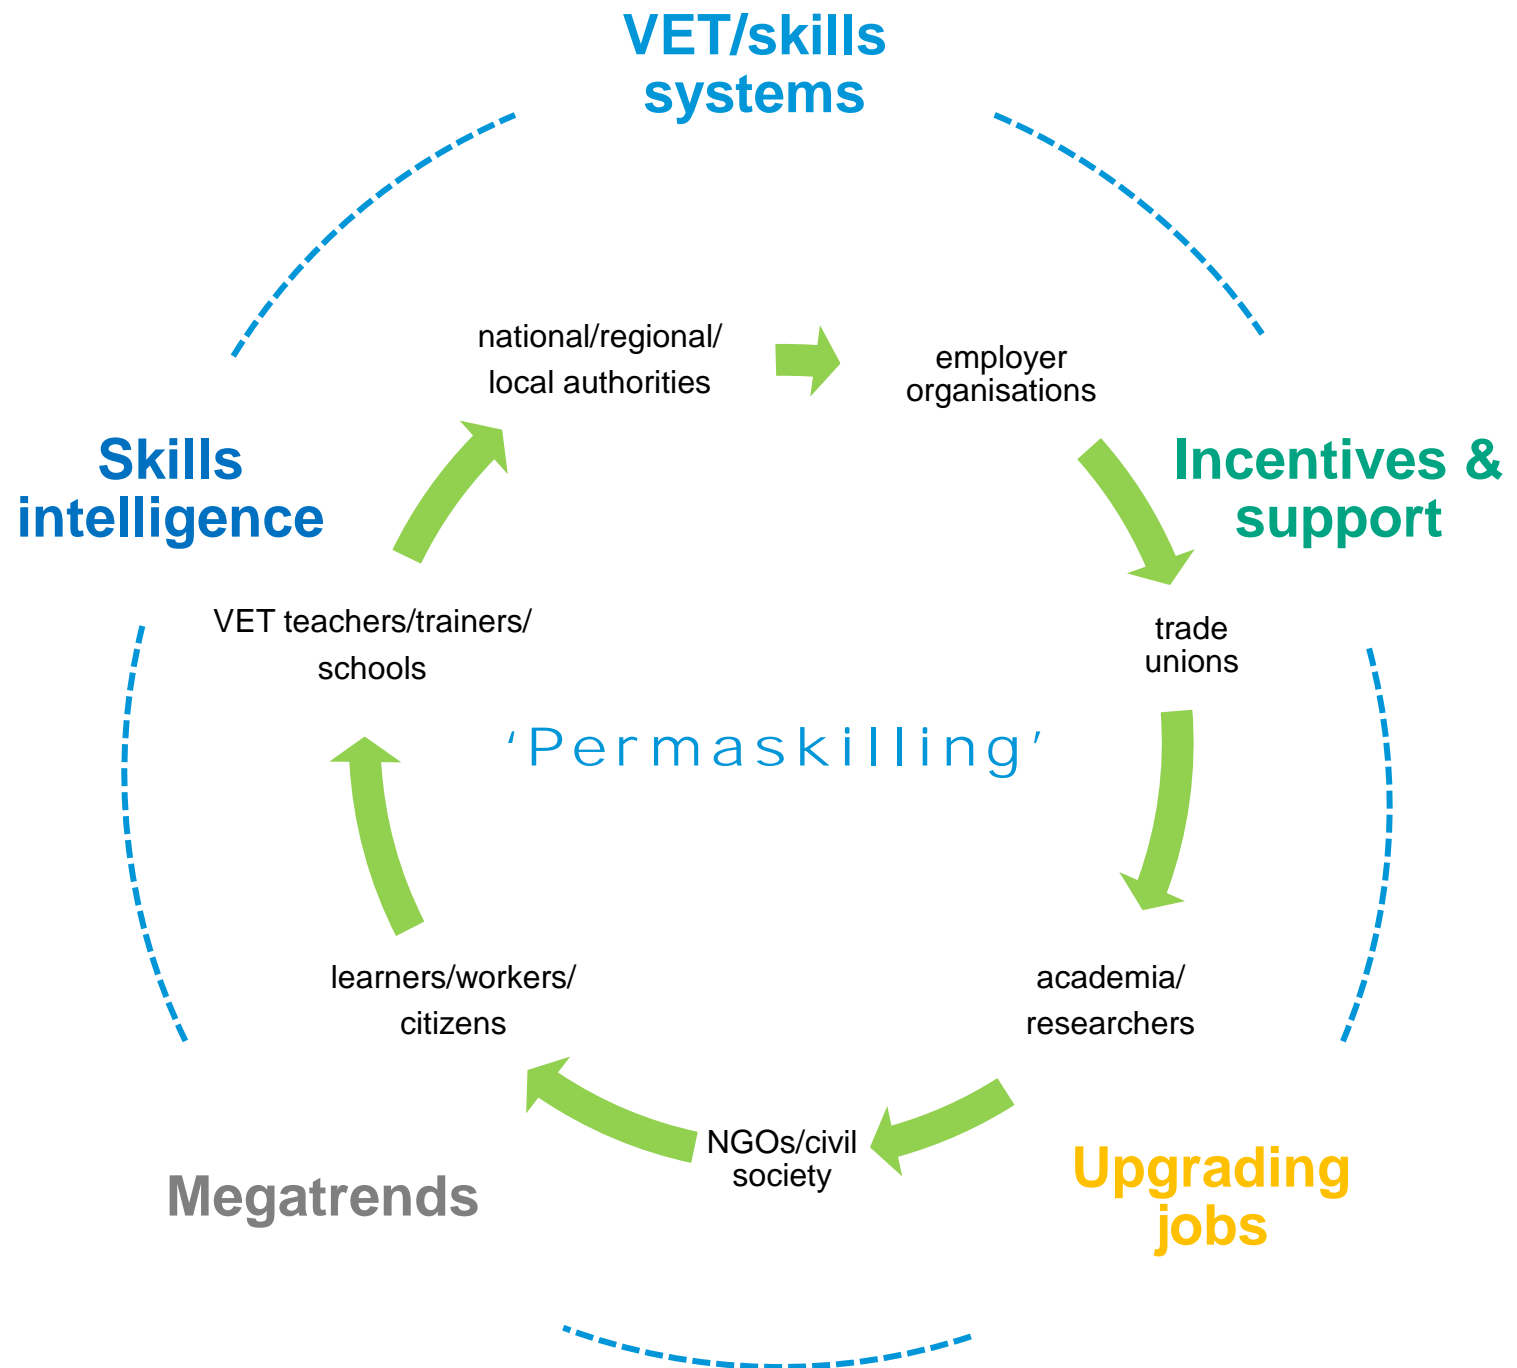 VET/skills
systems
national/regional/
local authorities
employer
organisations
Skills
intelligence
Incentives &
support
VET teachers/trainers/
schools
trade
unions
'Permaskilling'
learners/workers/
citizens
academia/
researchers
NGOs/civil
society
Megatrends
Upgrading
jobs